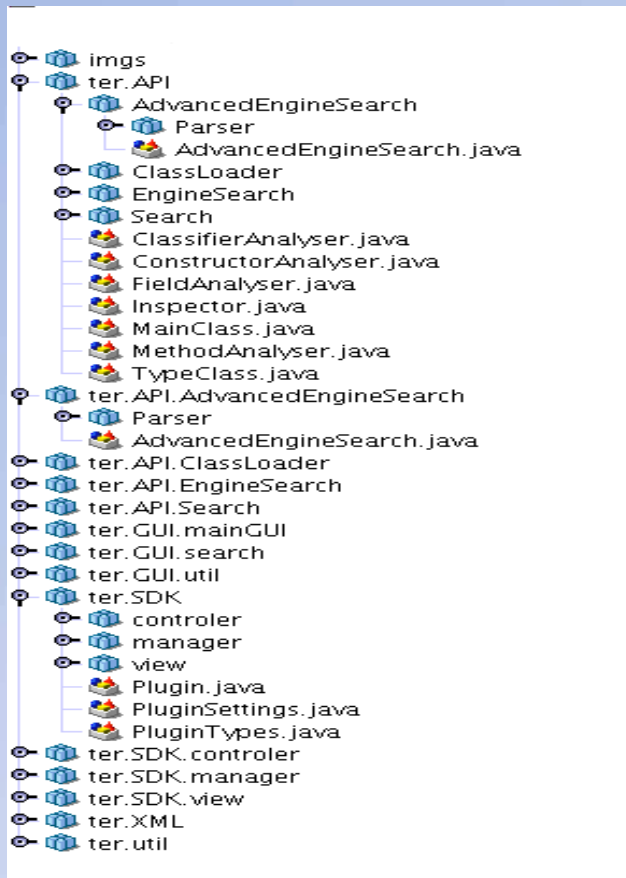 imgs
ter.API
AdvancedEngineSearch
Parser
AdvancedEngineSearch.java
ClassLoader
EngineSearch
Search
ClassifierAnalyser.java
ConstructorAnalyser.java
FieldAnalyser.java
Inspector.java
MainClass.java
MethodAnalyser.java
TypeClass.java
ter.API.AdvancedEngineSearch
Parser
AdvancedEngineSearch.java
ter.API.ClassLoader
ter.API.EngineSearch
ter.API.Search
ter.GUI.mainGUI
ter.GUI.search
ter.GUI.util
ter.SDK
controler
manager
view
Plugin.java
PluginSettings.java
PluginTypes.java
ter.SDK.controler
ter.SDK.manager
ter.SDK.view
ter.XML
ter.util